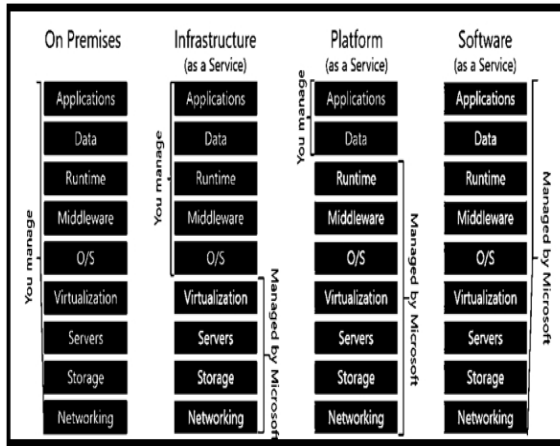 On Premises
Applications
Data
Runtime
Middleware
O/S
Virtualization
Servers
Storage
Networking
You manage
Infrastructure
(as a Service)
Applications
Data
Runtime
Middleware
O/S
Virtualization
Servers
Storage
Networking
You manage
Managed by Microsoft
Platform
(as a Service)
Applications
Data
Runtime
Middleware
O/S
Virtualization
Servers
Storage
Networking
You manage
Managed by Microsoft
Software
(as a Service)
Applications
Data
Runtime
Middleware
O/S
Virtualization
Servers
Storage
Networking
Managed by Microsoft